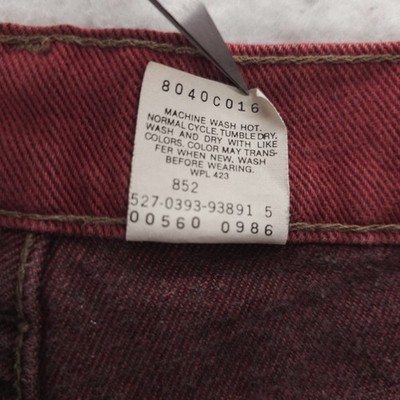 8040C016
MACHINE WASH HOT.
NORMAL CYCLE. TUMBLE DRY.
WASH AND DRY WITH LIKE
COLORS. COLOR MAY TRANS-
FER WHEN NEW. WASH
BEFORE WEARING.
WPL 423
852
527-0393-93891 5
00560 0986